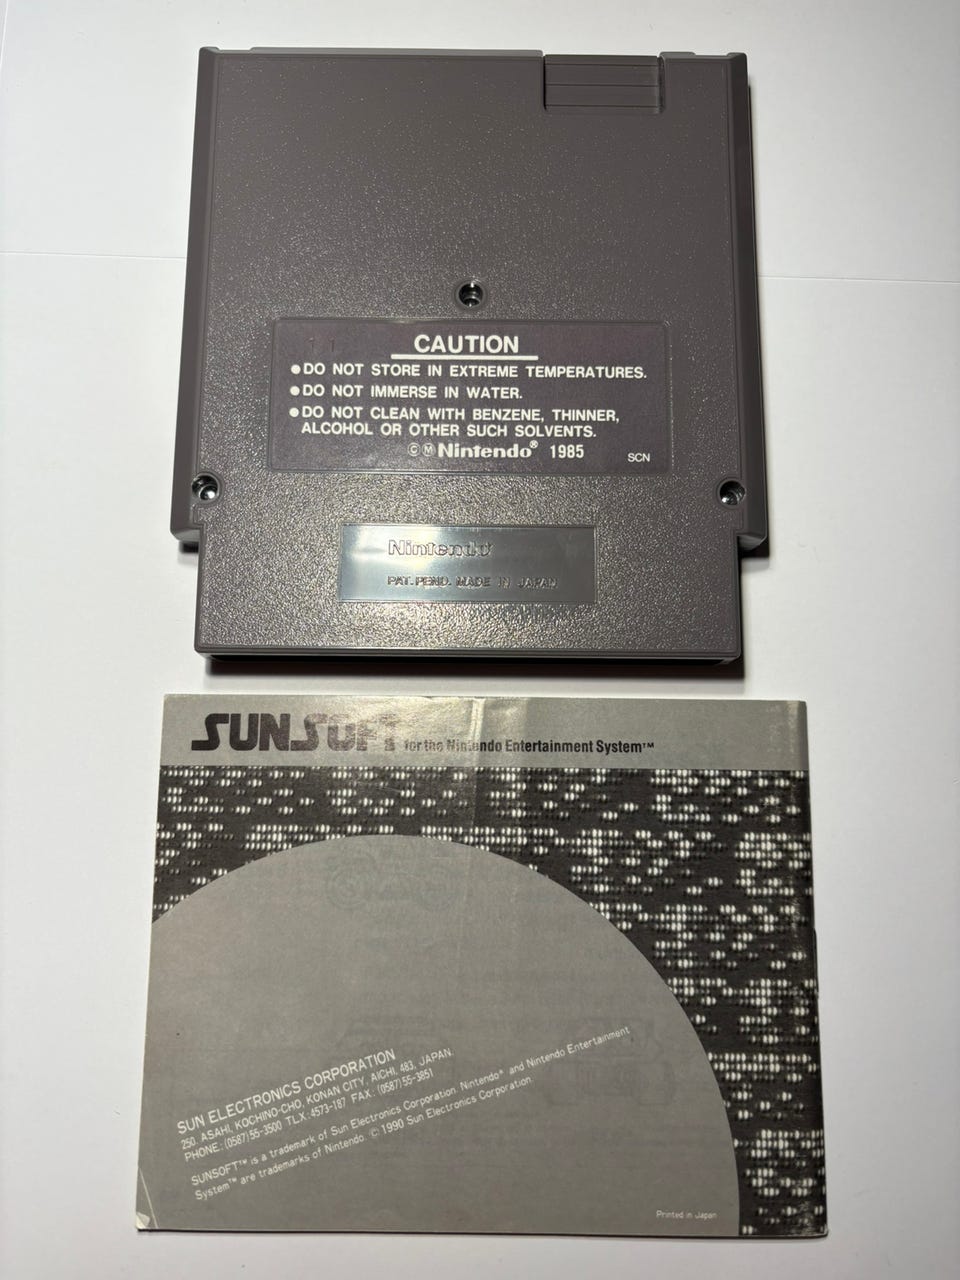 11
CAUTION
●DO NOT STORE IN EXTREME TEMPERATURES.
●DO NOT IMMERSE IN WATER.
●DO NOT CLEAN WITH BENZENE, THINNER,
ALCOHOL OR OTHER SUCH SOLVENTS.
ⒸⓂNintendo® 1985
SCN
Nintendo
PAT. PEND. MADE IN JAPAN
SUNSOFT for the Nintendo Entertainment System™
SUN ELECTRONICS CORPORATION
250, ASAHI, KOCHINO-CHO, KONAN CITY, AICHI, 483, JAPAN.
PHONE: (0587)55-3500 TLX: 4573-187 FAX: (0587)55-3851
SUNSOFT™ is a trademark of Sun Electronics Corporation. Nintendo® and Nintendo Entertainment
System™ are trademarks of Nintendo. © 1990 Sun Electronics Corporation.
Printed in Japan